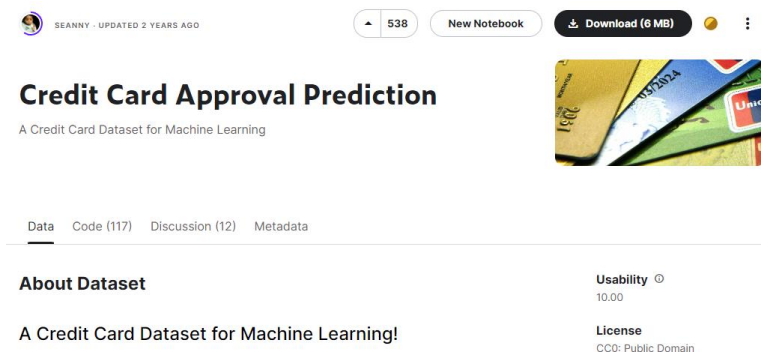 SEANNY · UPDATED 2 YEARS AGO
538
New Notebook
Download (6 MB)
Credit Card Approval Prediction
A Credit Card Dataset for Machine Learning
03/2024
Data Code (117) Discussion (12) Metadata
About Dataset
Usability
10.00
A Credit Card Dataset for Machine Learning!
License
CC0: Public Domain